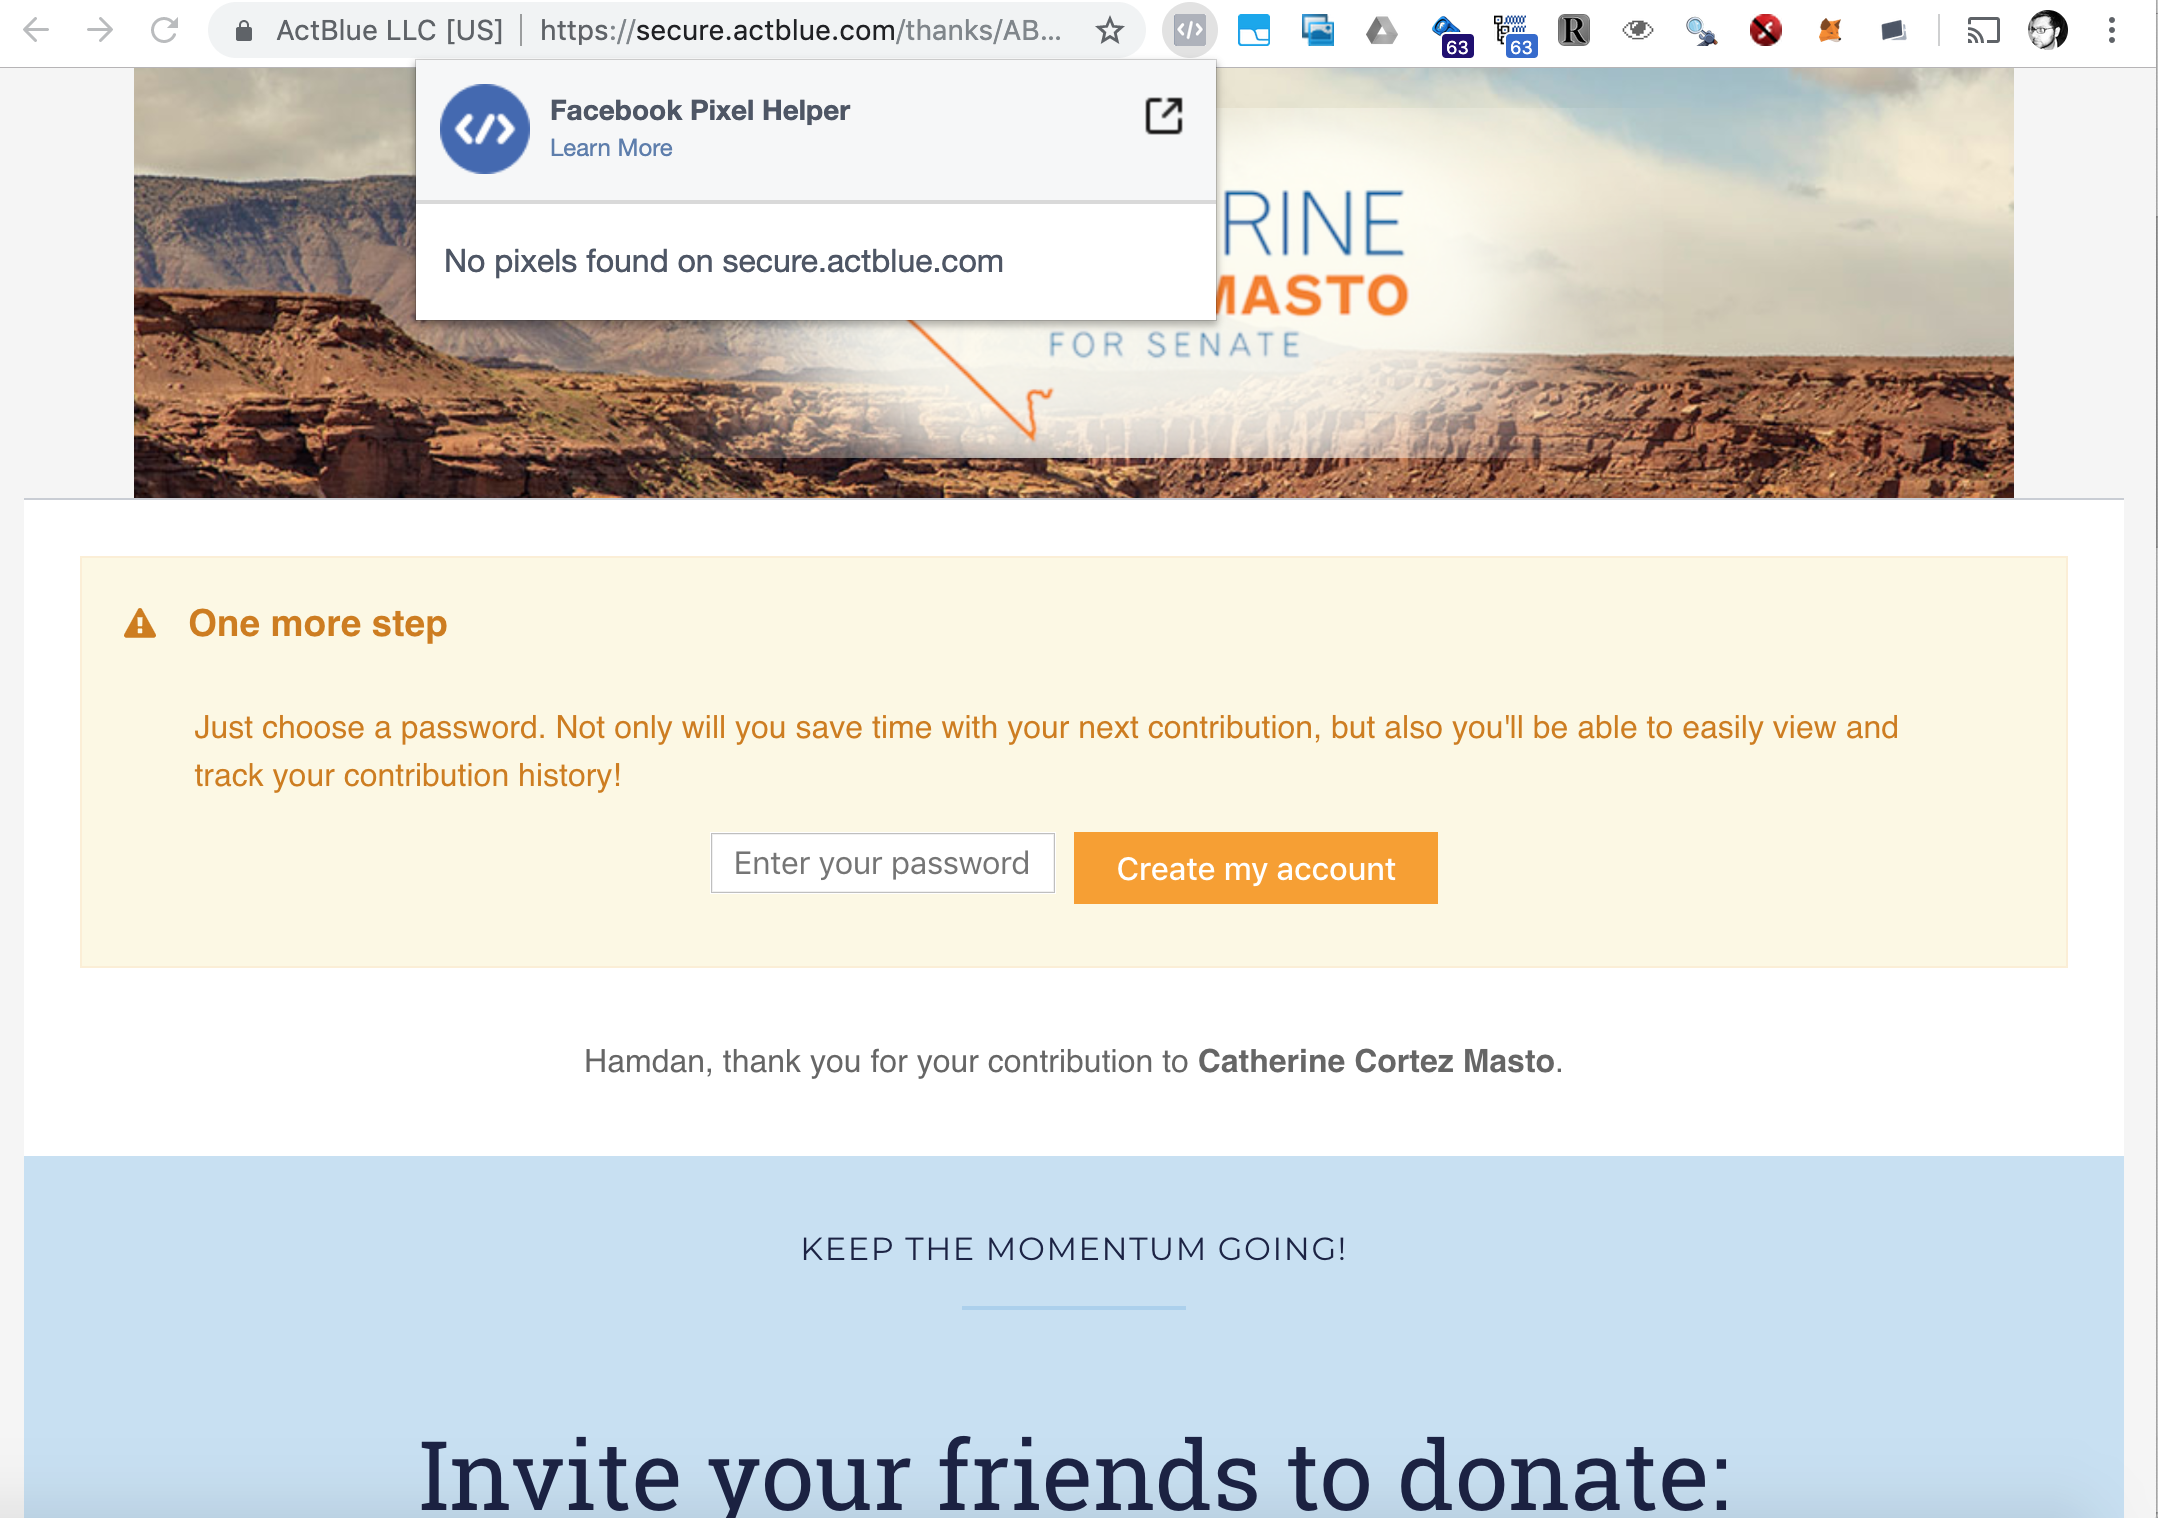 ActBlue LLC [US] | https://secure.actblue.com/thanks/AB...
63
63
R
Facebook Pixel Helper
Learn More
No pixels found on secure.actblue.com
RINE
MASTO
FOR SENATE
One more step
Just choose a password. Not only will you save time with your next contribution, but also you'll be able to easily view and
track your contribution history!
Enter your password
Create my account
Hamdan, thank you for your contribution to Catherine Cortez Masto.
KEEP THE MOMENTUM GOING!
Invite your friends to donate: